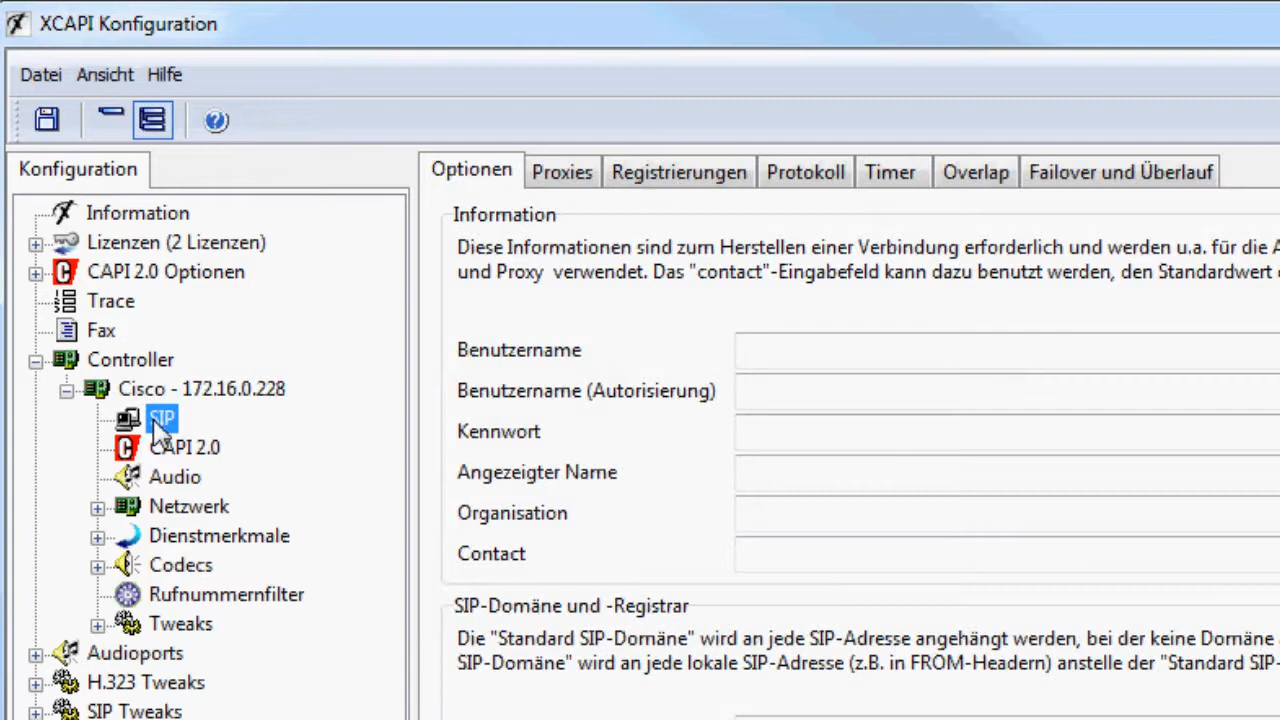 XCAPI Konfiguration
Datei Ansicht Hilfe
Konfiguration
Information
Lizenzen (2 Lizenzen)
CAPI 2.0 Optionen
Trace
Fax
Controller
Cisco - 172.16.0.228
SIP
CAPI 2.0
Audio
Netzwerk
Dienstmerkmale
Codecs
Rufnummernfilter
Tweaks
Audioports
H.323 Tweaks
SIP Tweaks
Optionen Proxies Registrierungen Protokoll Timer Overlap Failover und Überlauf
Information
Diese Informationen sind zum Herstellen einer Verbindung erforderlich und werden u.a. für die
und Proxy verwendet. Das "contact"-Eingabefeld kann dazu benutzt werden, den Standardwert
Benutzername
Benutzername (Autorisierung)
Kennwort
Angezeigter Name
Organisation
Contact
SIP-Domäne und -Registrar
Die "Standard SIP-Domäne" wird an jede SIP-Adresse angehängt werden, bei der keine Domäne
SIP-Domäne" wird an jede lokale SIP-Adresse (z.B. in FROM-Headern) anstelle der "Standard SIP-